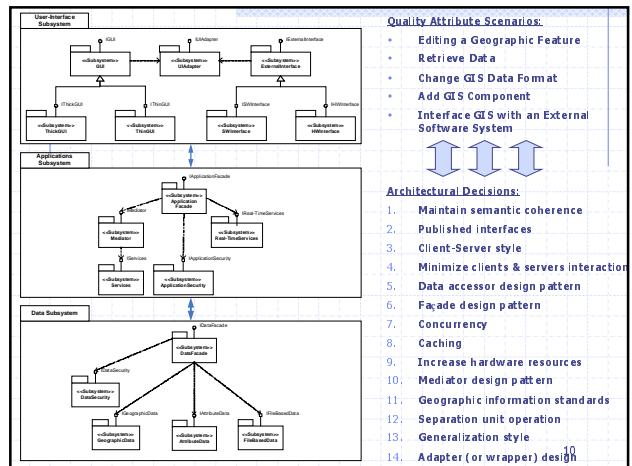 User-Interface
Subsystem
IGUI
IUIAdapter
IExternalInterface
<<Subsystem>>
GUI
<<Subsystem>>
UIAdapter
<<Subsystem>>
ExternalInterface
IThickGUI
IThinGUI
ISWInterface
IHWInterface
<<Subsystem>>
ThickGUI
<<Subsystem>>
ThinGUI
<<Subsystem>>
SWInterface
<<Subsystem>>
HWInterface
Applications
Subsystem
IApplicationFacade
<<Subsystem>>
Application
Facade
IMediator
IReal-TimeServices
<<Subsystem>>
Mediator
<<Subsystem>>
Real-TimeServices
IServices
IApplicationSecurity
<<Subsystem>>
Services
<<Subsystem>>
ApplicationSecurity
Data Subsystem
IDataFacade
<<Subsystem>>
DataFacade
IDataSecurity
<<Subsystem>>
DataSecurity
IGeographicData
IAttributeData
IFileBasedData
<<Subsystem>>
GeographicData
<<Subsystem>>
AttributesData
<<Subsystem>>
FileBasedData
Quality Attribute Scenarios:
• Editing a Geographic Feature
• Retrieve Data
• Change GIS Data Format
• Add GIS Component
• Interface GIS with an External
Software System
Architectural Decisions:
1. Maintain semantic coherence
2. Published interfaces
3. Client-Server style
4. Minimize clients & servers interaction
5. Data accessor design pattern
6. Façade design pattern
7. Concurrency
8. Caching
9. Increase hardware resources
10. Mediator design pattern
11. Geographic information standards
12. Separation unit operation
13. Generalization style
14. Adapter (or wrapper) design
10